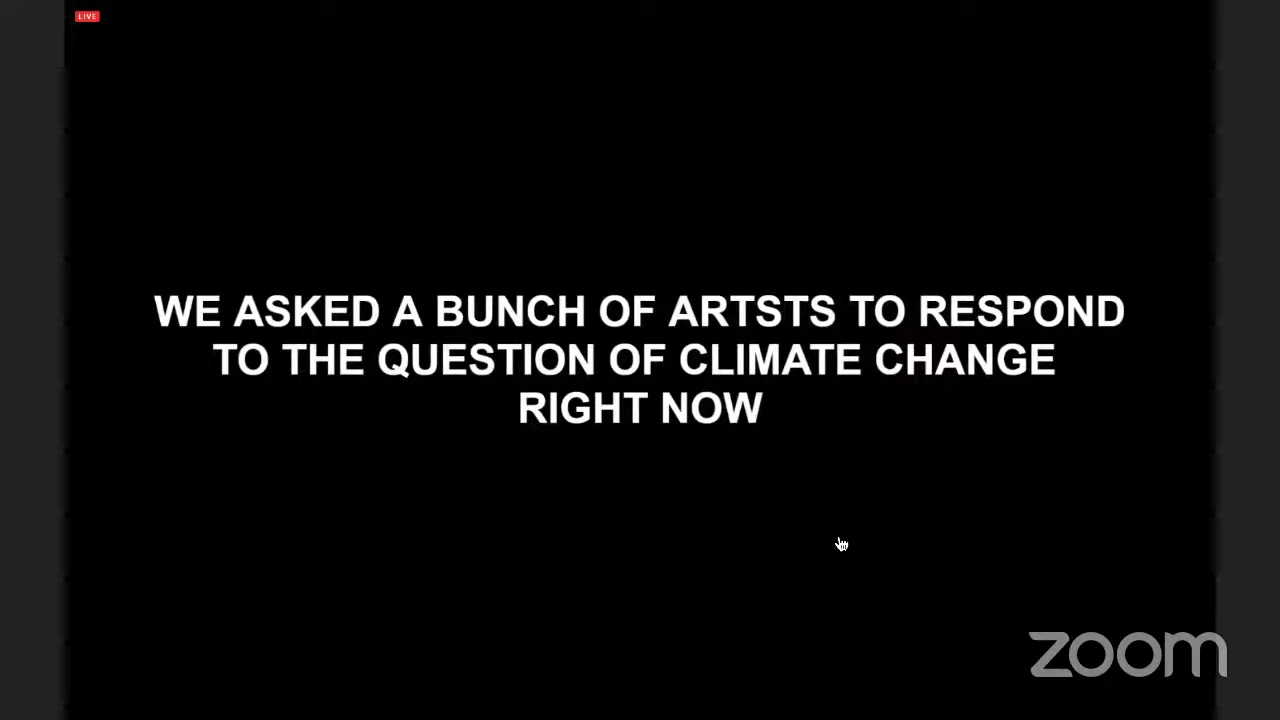 LIVE
WE ASKED A BUNCH OF ARTSTS TO RESPOND
TO THE QUESTION OF CLIMATE CHANGE
RIGHT NOW
zoom